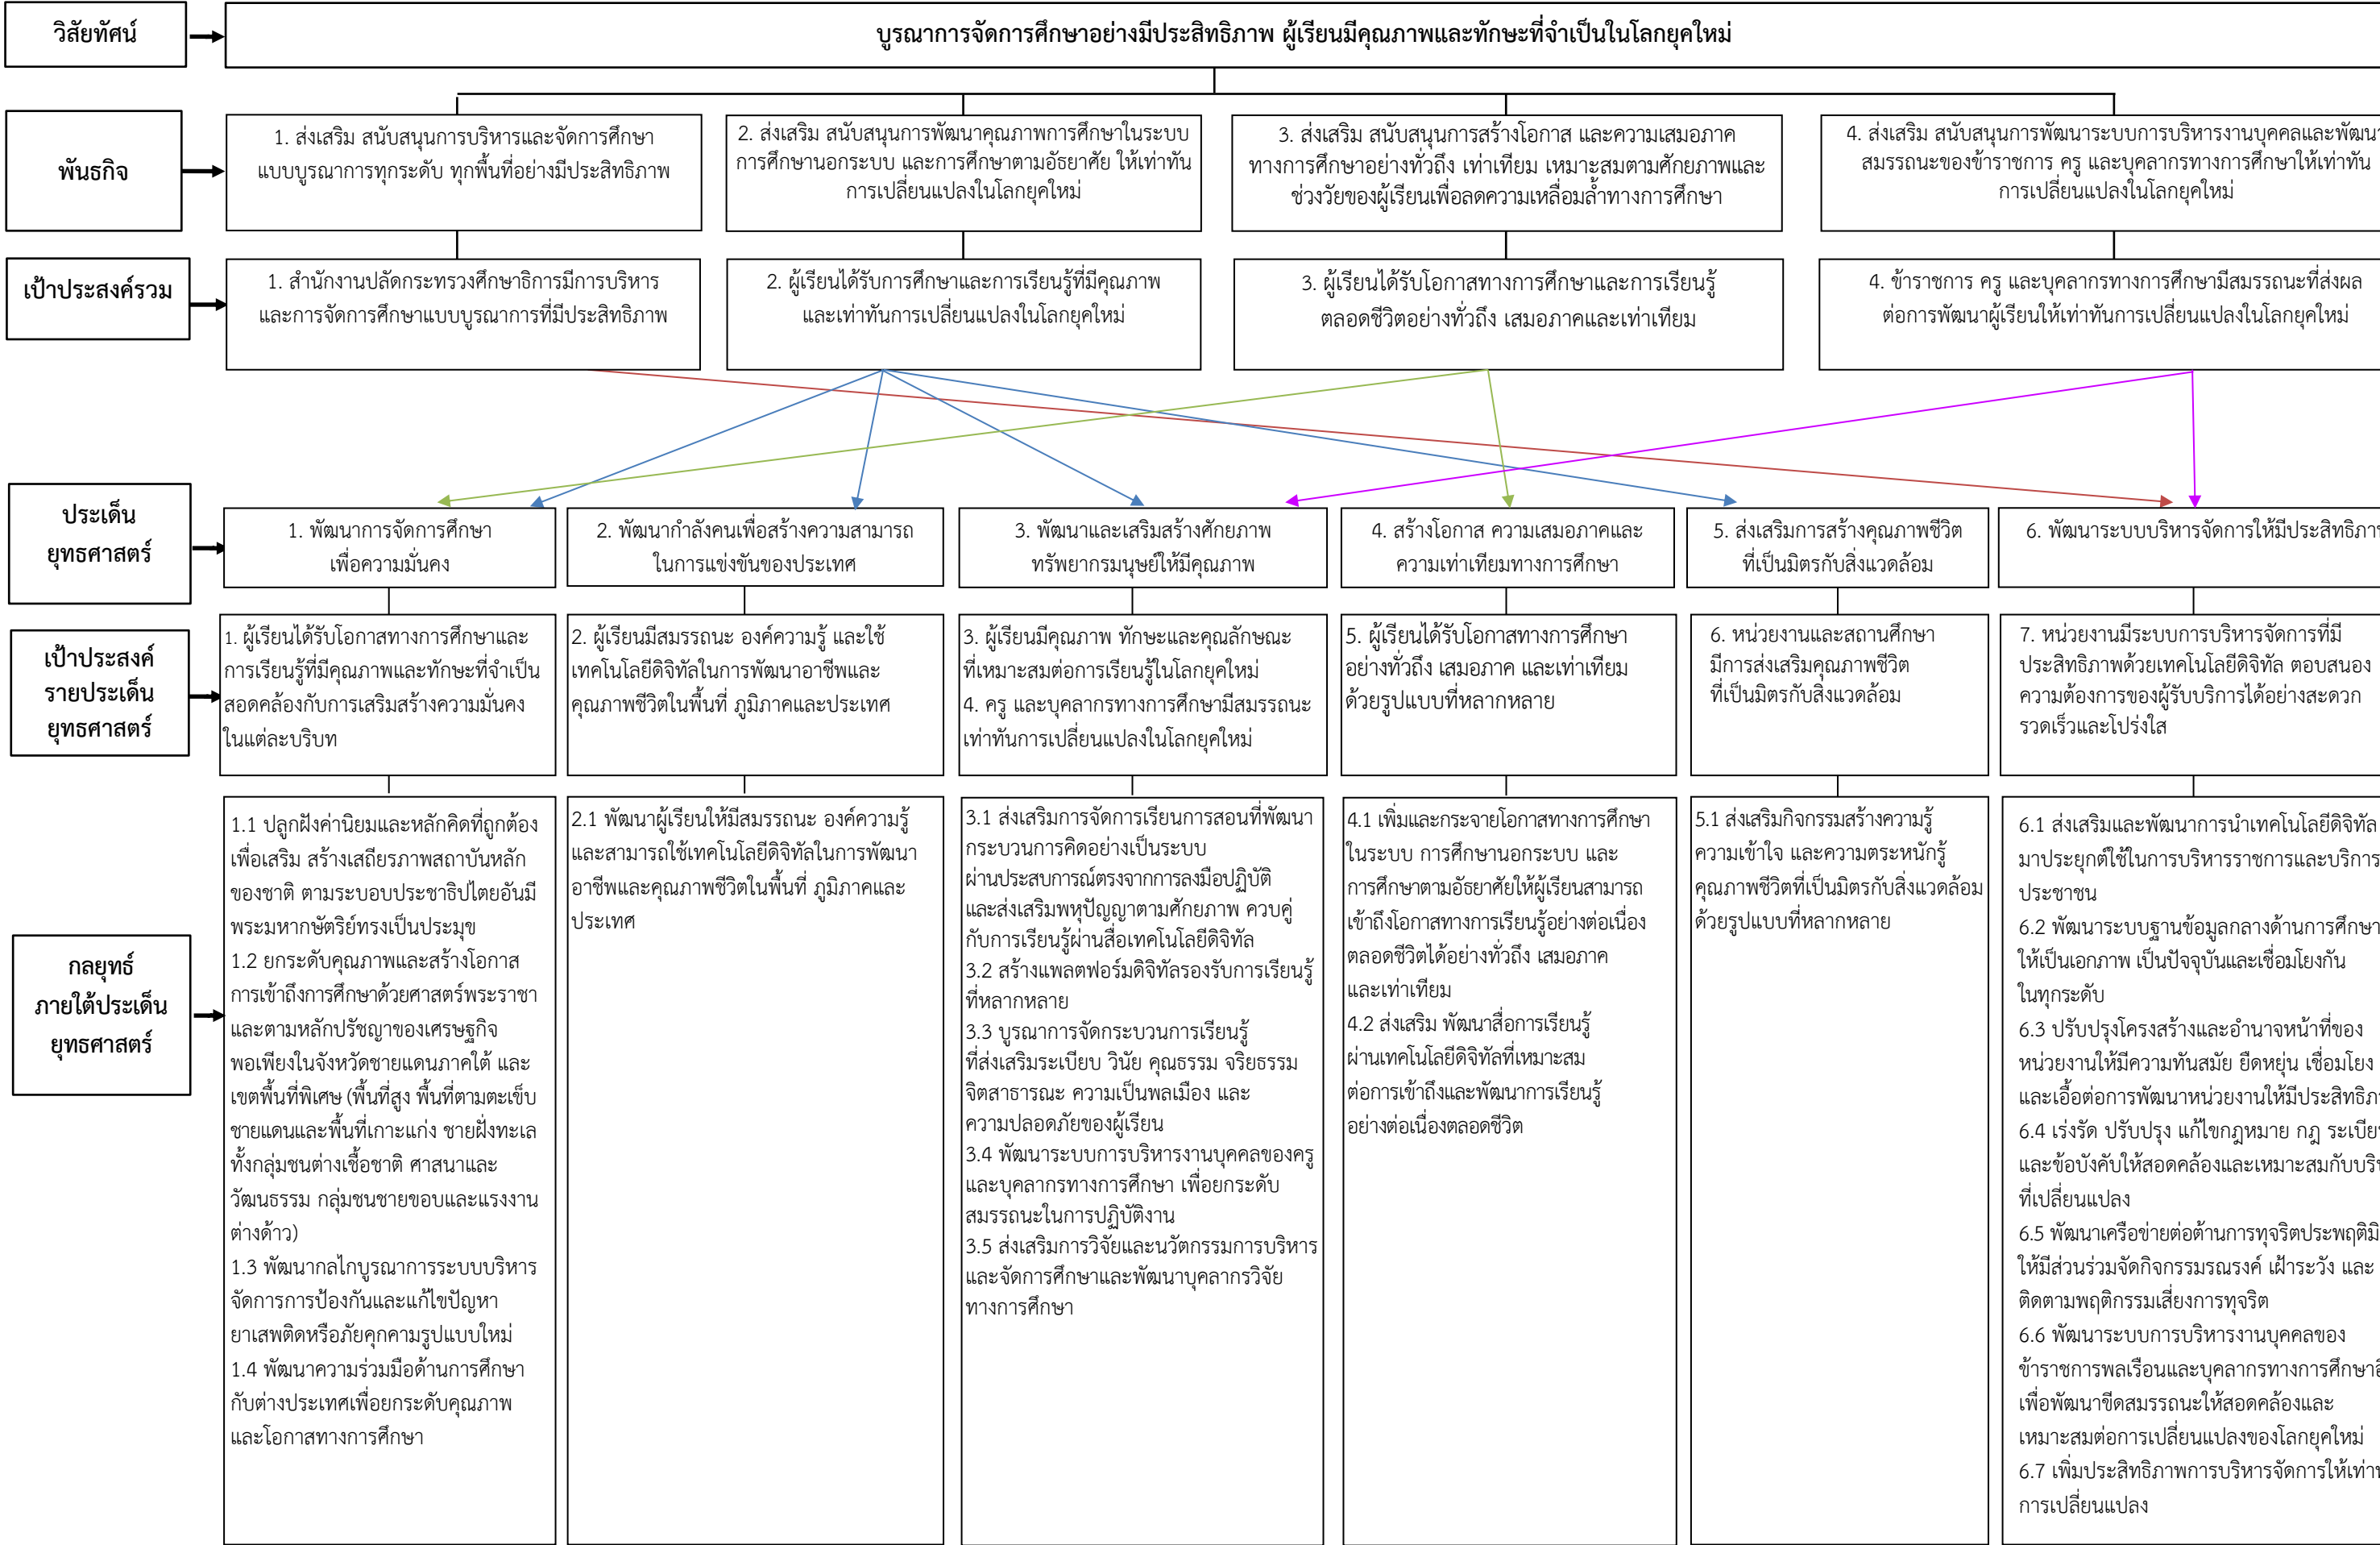 วิสัยทัศน์
บูรณาการจัดการศึกษาอย่างมีประสิทธิภาพ ผู้เรียนมีคุณภาพและทักษะที่จำเป็นในโลกยุคใหม่
พันธกิจ
1. ส่งเสริม สนับสนุนการบริหารและจัดการศึกษา
แบบบูรณาการทุกระดับ ทุกพื้นที่อย่างมีประสิทธิภาพ
2. ส่งเสริม สนับสนุนการพัฒนาคุณภาพการศึกษาในระบบ
การศึกษานอกระบบ และการศึกษาตามอัธยาศัย ให้เท่าทัน
การเปลี่ยนแปลงในโลกยุคใหม่
3. ส่งเสริม สนับสนุนการสร้างโอกาส และความเสมอภาค
ทางการศึกษาอย่างทั่วถึง เท่าเทียม เหมาะสมตามศักยภาพและ
ช่วงวัยของผู้เรียนเพื่อลดความเหลื่อมล้ำทางการศึกษา
4. ส่งเสริม สนับสนุนการพัฒนาระบบการบริหารงานบุคคลและพัฒนา
สมรรถนะของข้าราชการ ครู และบุคลากรทางการศึกษาให้เท่าทัน
การเปลี่ยนแปลงในโลกยุคใหม่
เป้าประสงค์รวม
1. สำนักงานปลัดกระทรวงศึกษาธิการมีการบริหาร
และการจัดการศึกษาแบบบูรณาการที่มีประสิทธิภาพ
2. ผู้เรียนได้รับการศึกษาและการเรียนรู้ที่มีคุณภาพ
และเท่าทันการเปลี่ยนแปลงในโลกยุคใหม่
3. ผู้เรียนได้รับโอกาสทางการศึกษาและการเรียนรู้
ตลอดชีวิตอย่างทั่วถึง เสมอภาคและเท่าเทียม
4. ข้าราชการ ครู และบุคลากรทางการศึกษามีสมรรถนะที่ส่งผล
ต่อการพัฒนาผู้เรียนให้เท่าทันการเปลี่ยนแปลงในโลกยุคใหม่
ประเด็น
ยุทธศาสตร์
1. พัฒนาการจัดการศึกษา
เพื่อความมั่นคง
2. พัฒนากำลังคนเพื่อสร้างความสามารถ
ในการแข่งขันของประเทศ
3. พัฒนาและเสริมสร้างศักยภาพ
ทรัพยากรมนุษย์ให้มีคุณภาพ
4. สร้างโอกาส ความเสมอภาคและ
ความเท่าเทียมทางการศึกษา
5. ส่งเสริมการสร้างคุณภาพชีวิต
ที่เป็นมิตรกับสิ่งแวดล้อม
6. พัฒนาระบบบริหารจัดการให้มีประสิทธิภาพ
เป้าประสงค์
รายประเด็น
ยุทธศาสตร์
1. ผู้เรียนได้รับโอกาสทางการศึกษาและ
การเรียนรู้ที่มีคุณภาพและทักษะที่จำเป็น
สอดคล้องกับการเสริมสร้างความมั่นคง
ในแต่ละบริบท
2. ผู้เรียนมีสมรรถนะ องค์ความรู้ และใช้
เทคโนโลยีดิจิทัลในการพัฒนาอาชีพและ
คุณภาพชีวิตในพื้นที่ ภูมิภาคและประเทศ
3. ผู้เรียนมีคุณภาพ ทักษะและคุณลักษณะ
ที่เหมาะสมต่อการเรียนรู้ในโลกยุคใหม่
4. ครู และบุคลากรทางการศึกษามีสมรรถนะ
เท่าทันการเปลี่ยนแปลงในโลกยุคใหม่
5. ผู้เรียนได้รับโอกาสทางการศึกษา
อย่างทั่วถึง เสมอภาค และเท่าเทียม
ด้วยรูปแบบที่หลากหลาย
6. หน่วยงานและสถานศึกษา
มีการส่งเสริมคุณภาพชีวิต
ที่เป็นมิตรกับสิ่งแวดล้อม
7. หน่วยงานมีระบบการบริหารจัดการที่มี
ประสิทธิภาพด้วยเทคโนโลยีดิจิทัล ตอบสนอง
ความต้องการของผู้รับบริการได้อย่างสะดวก
รวดเร็วและโปร่งใส
กลยุทธ์
ภายใต้ประเด็น
ยุทธศาสตร์
1.1 ปลูกฝังค่านิยมและหลักคิดที่ถูกต้อง
เพื่อเสริม สร้างเสถียรภาพสถาบันหลัก
ของชาติ ตามระบอบประชาธิปไตยอันมี
พระมหากษัตริย์ทรงเป็นประมุข
1.2 ยกระดับคุณภาพและสร้างโอกาส
การเข้าถึงการศึกษาด้วยศาสตร์พระราชา
และตามหลักปรัชญาของเศรษฐกิจ
พอเพียงในจังหวัดชายแดนภาคใต้ และ
เขตพื้นที่พิเศษ (พื้นที่สูง พื้นที่ตามตะเข็บ
ชายแดนและพื้นที่เกาะแก่ง ชายฝั่งทะเล
ทั้งกลุ่มชนต่างเชื้อชาติ ศาสนาและ
วัฒนธรรม กลุ่มชนชายขอบและแรงงาน
ต่างด้าว)
1.3 พัฒนากลไกบูรณาการระบบบริหาร
จัดการการป้องกันและแก้ไขปัญหา
ยาเสพติดหรือภัยคุกคามรูปแบบใหม่
1.4 พัฒนาความร่วมมือด้านการศึกษา
กับต่างประเทศเพื่อยกระดับคุณภาพ
และโอกาสทางการศึกษา
2.1 พัฒนาผู้เรียนให้มีสมรรถนะ องค์ความรู้
และสามารถใช้เทคโนโลยีดิจิทัลในการพัฒนา
อาชีพและคุณภาพชีวิตในพื้นที่ ภูมิภาคและ
ประเทศ
3.1 ส่งเสริมการจัดการเรียนการสอนที่พัฒนา
กระบวนการคิดอย่างเป็นระบบ
ผ่านประสบการณ์ตรงจากการลงมือปฏิบัติ
และส่งเสริมพหุปัญญาตามศักยภาพ ควบคู่
กับการเรียนรู้ผ่านสื่อเทคโนโลยีดิจิทัล
3.2 สร้างแพลตฟอร์มดิจิทัลรองรับการเรียนรู้
ที่หลากหลาย
3.3 บูรณาการจัดกระบวนการเรียนรู้
ที่ส่งเสริมระเบียบ วินัย คุณธรรม จริยธรรม
จิตสาธารณะ ความเป็นพลเมือง และ
ความปลอดภัยของผู้เรียน
3.4 พัฒนาระบบการบริหารงานบุคคลของครู
และบุคลากรทางการศึกษา เพื่อยกระดับ
สมรรถนะในการปฏิบัติงาน
3.5 ส่งเสริมการวิจัยและนวัตกรรมการบริหาร
และจัดการศึกษาและพัฒนาบุคลากรวิจัย
ทางการศึกษา
4.1 เพิ่มและกระจายโอกาสทางการศึกษา
ในระบบ การศึกษานอกระบบ และ
การศึกษาตามอัธยาศัยให้ผู้เรียนสามารถ
เข้าถึงโอกาสทางการเรียนรู้อย่างต่อเนื่อง
ตลอดชีวิตได้อย่างทั่วถึง เสมอภาค
และเท่าเทียม
4.2 ส่งเสริม พัฒนาสื่อการเรียนรู้
ผ่านเทคโนโลยีดิจิทัลที่เหมาะสม
ต่อการเข้าถึงและพัฒนาการเรียนรู้
อย่างต่อเนื่องตลอดชีวิต
5.1 ส่งเสริมกิจกรรมสร้างความรู้
ความเข้าใจ และความตระหนักรู้
คุณภาพชีวิตที่เป็นมิตรกับสิ่งแวดล้อม
ด้วยรูปแบบที่หลากหลาย
6.1 ส่งเสริมและพัฒนาการนำเทคโนโลยีดิจิทัล
มาประยุกต์ใช้ในการบริหารราชการและบริการ
ประชาชน
6.2 พัฒนาระบบฐานข้อมูลกลางด้านการศึกษา
ให้เป็นเอกภาพ เป็นปัจจุบันและเชื่อมโยงกัน
ในทุกระดับ
6.3 ปรับปรุงโครงสร้างและอำนาจหน้าที่ของ
หน่วยงานให้มีความทันสมัย ยืดหยุ่น เชื่อมโยง
และเอื้อต่อการพัฒนาหน่วยงานให้มี
6.4 เร่งรัด ปรับปรุง แก้ไขกฎหมาย กฎ
และข้อบังคับให้สอดคล้องและเหมาะสมกับ
ที่เปลี่ยนแปลง
6.5 พัฒนาเครือข่ายต่อต้านการทุจริต
ให้มีส่วนร่วมจัดกิจกรรมรณรงค์ เฝ้าระวัง และ
ติดตามพฤติกรรมเสี่ยงการทุจริต
6.6 พัฒนาระบบการบริหารงานบุคคลของ
ข้าราชการพลเรือนและบุคลากรทางการศึกษา
เพื่อพัฒนาขีดสมรรถนะให้สอดคล้องและ
เหมาะสมต่อการเปลี่ยนแปลงของโลกยุคใหม่
6.7 เพิ่มประสิทธิภาพการบริหารจัดการให้
การเปลี่ยนแปลง